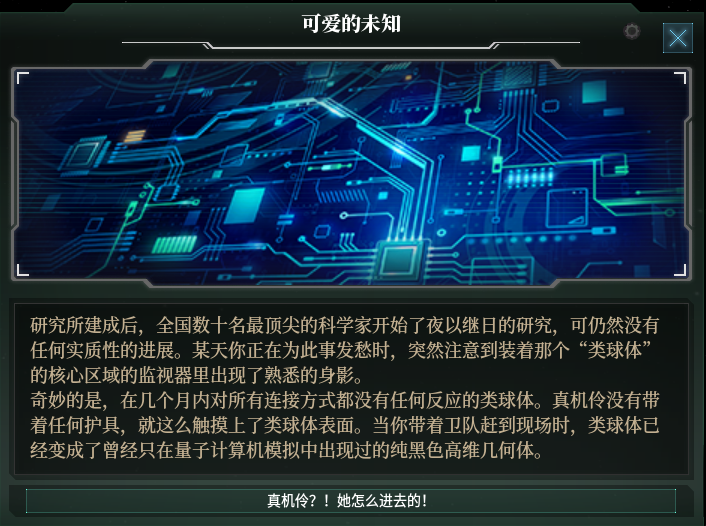 可爱的未知
研究所建成后，全国数十名最顶尖的科学家开始了夜以继日的研究，可仍然没有
任何实质性的进展。某天你正在为此事发愁时，突然注意到装着那个“类球体”
的核心区域的监视器里出现了熟悉的身影。
奇妙的是，在几个月内对所有连接方式都没有任何反应的类球体。真机伶没有带
着任何护具，就这么触摸上了类球体表面。当你带着卫队赶到现场时，类球体已
经变成了曾经只在量子计算机模拟中出现过的纯黑色高维几何体。
真机伶？！她怎么进去的！